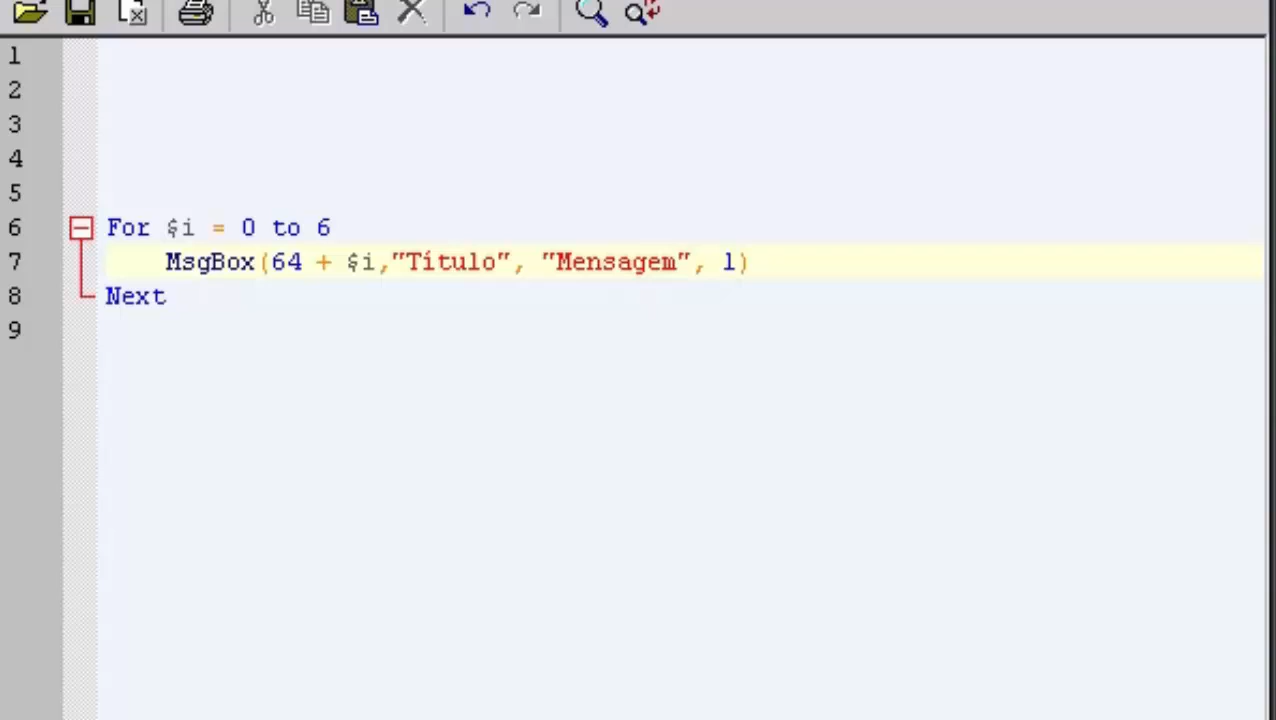 1
2
3
4
5
6 For $i = 0 to 6
7 MsgBox(64 + $i,"Título", "Mensagem", 1)
8 Next
9